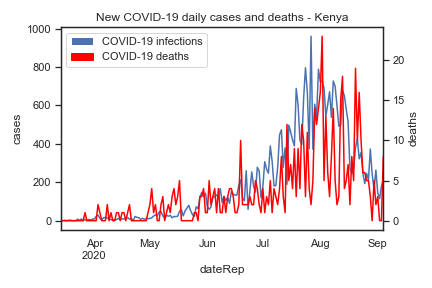 New COVID-19 daily cases and deaths - Kenya
COVID-19 infections
COVID-19 deaths
1000
800
600
400
200
0
cases
20
15
10
5
0
deaths
Apr
2020
May
Jun
Jul
Aug
Sep
dateRep